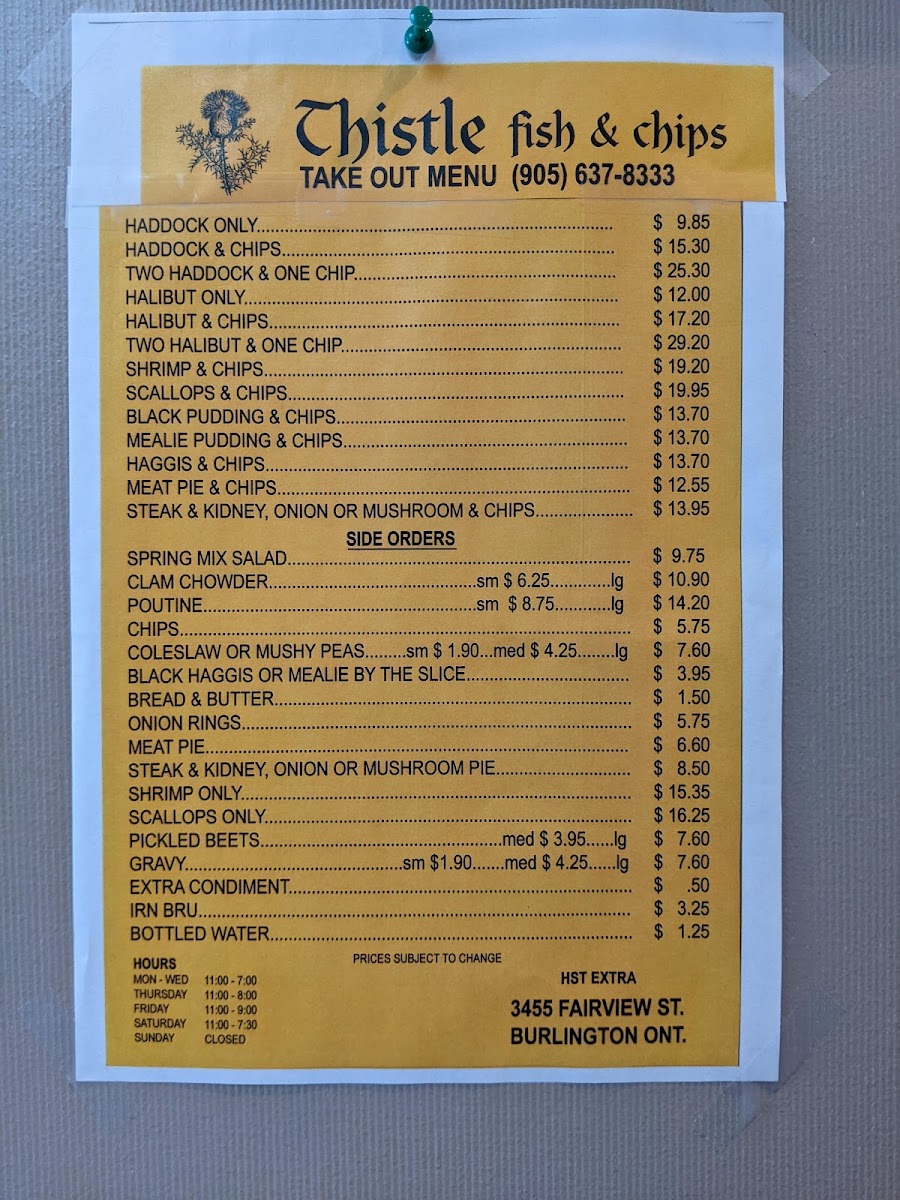 Thistle fish & chips
TAKE OUT MENU (905) 637-8333
HADDOCK ONLY.......................................................................... $ 9.85
HADDOCK & CHIPS.................................................................... $ 15.30
TWO HADDOCK & ONE CHIP...................................................... $ 25.30
HALIBUT ONLY............................................................................ $ 12.00
HALIBUT & CHIPS....................................................................... $ 17.20
TWO HALIBUT & ONE CHIP......................................................... $ 29.20
SHRIMP & CHIPS......................................................................... $ 19.20
SCALLOPS & CHIPS.................................................................... $ 19.95
BLACK PUDDING & CHIPS.......................................................... $ 13.70
MEALIE PUDDING & CHIPS......................................................... $ 13.70
HAGGIS & CHIPS......................................................................... $ 13.70
MEAT PIE & CHIPS....................................................................... $ 12.55
STEAK & KIDNEY, ONION OR MUSHROOM & CHIPS.................... $ 13.95
SIDE ORDERS
SPRING MIX SALAD..................................................................... $ 9.75
CLAM CHOWDER...........................................sm $ 6.25............lg $ 10.90
POUTINE.........................................................sm $ 8.75............lg $ 14.20
CHIPS........................................................................................... $ 5.75
COLESLAW OR MUSHY PEAS.........sm $ 1.90...med $ 4.25........lg $ 7.60
BLACK HAGGIS OR MEALIE BY THE SLICE.................................. $ 3.95
BREAD & BUTTER........................................................................ $ 1.50
ONION RINGS............................................................................... $ 5.75
MEAT PIE...................................................................................... $ 6.60
STEAK & KIDNEY, ONION OR MUSHROOM PIE............................ $ 8.50
SHRIMP ONLY............................................................................... $ 15.35
SCALLOPS ONLY.......................................................................... $ 16.25
PICKLED BEETS..................................................med $ 3.95......lg $ 7.60
GRAVY.............................................sm $1.90.......med $ 4.25......lg $ 7.60
EXTRA CONDIMENT...................................................................... $ .50
IRN BRU......................................................................................... $ 3.25
BOTTLED WATER.......................................................................... $ 1.25
PRICES SUBJECT TO CHANGE
HOURS
MON - WED 11:00 - 7:00
THURSDAY 11:00 - 8:00
FRIDAY 11:00 - 9:00
SATURDAY 11:00 - 7:30
SUNDAY CLOSED
HST EXTRA
3455 FAIRVIEW ST.
BURLINGTON ONT.